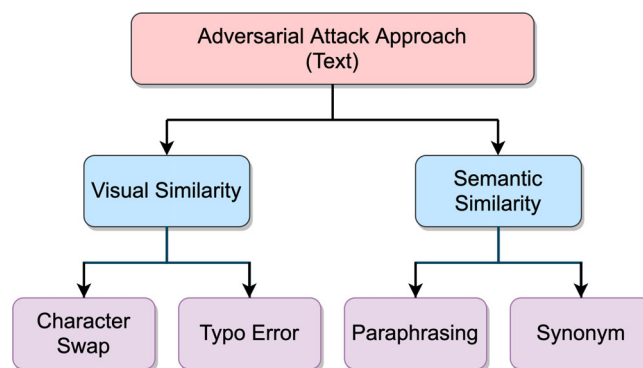 Adversarial Attack Approach
(Text)
Visual Similarity
Semantic
Similarity
Character
Swap
Typo Error
Paraphrasing
Synonym